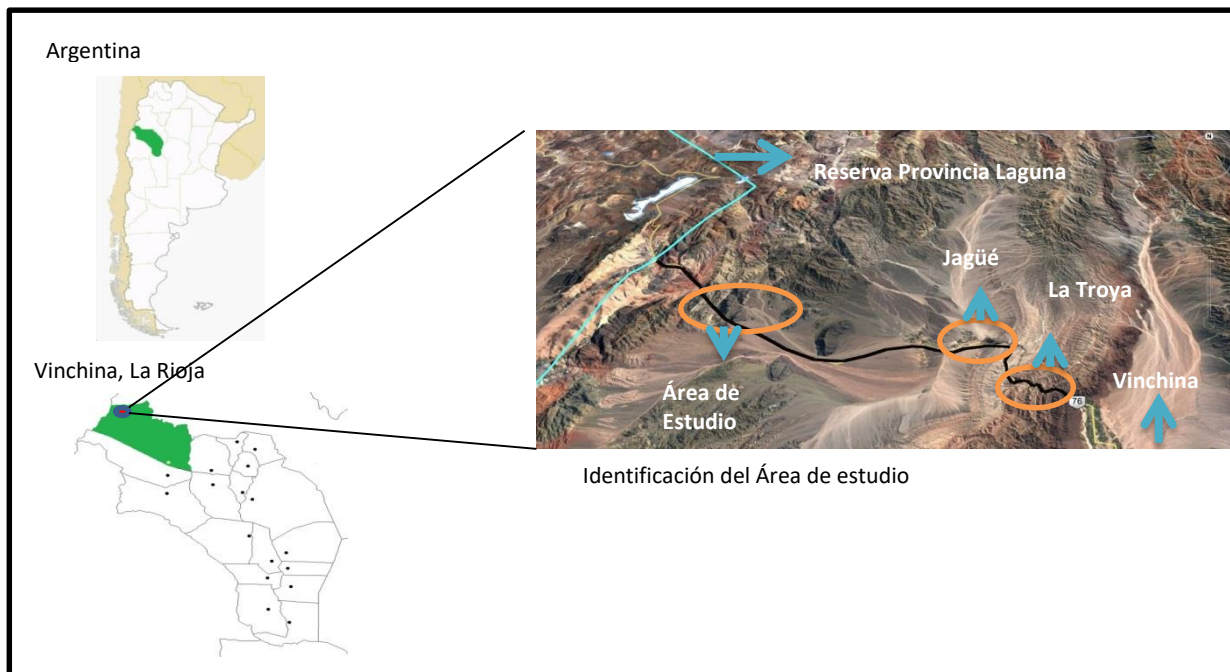 Argentina
Reserva Provincia Laguna
Jagüé
La Troya
Vinchina, La Rioja
Área de
Estudio
Vinchina
76
Identificación del Área de estudio